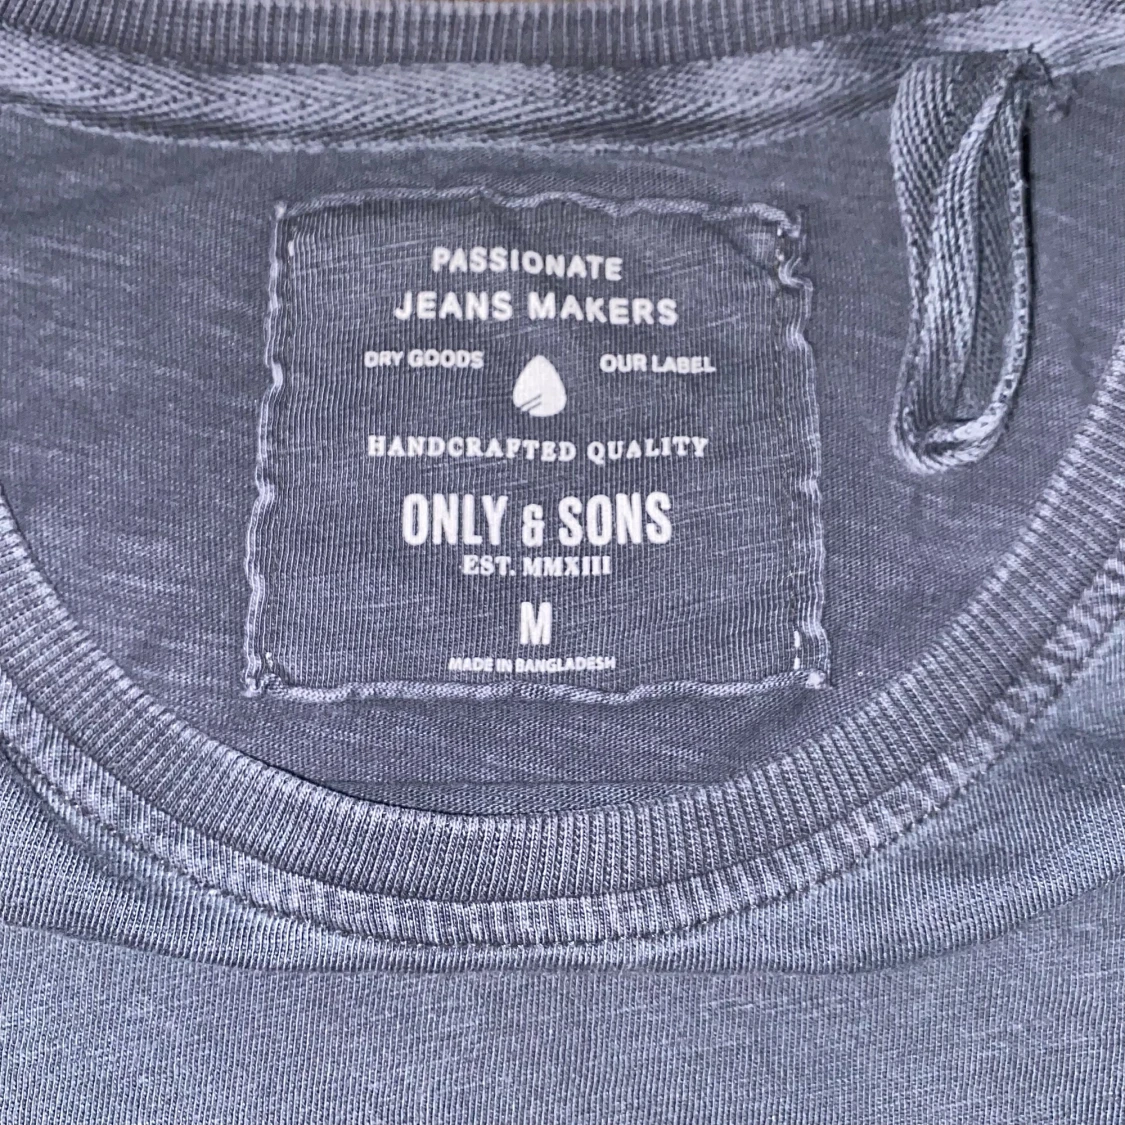 PASSIONATE
JEANS MAKERS
DRY GOODS OUR LABEL
HANDCRAFTED QUALITY
ONLY & SONS
EST. MMXIII
M
MADE IN BANGLADESH